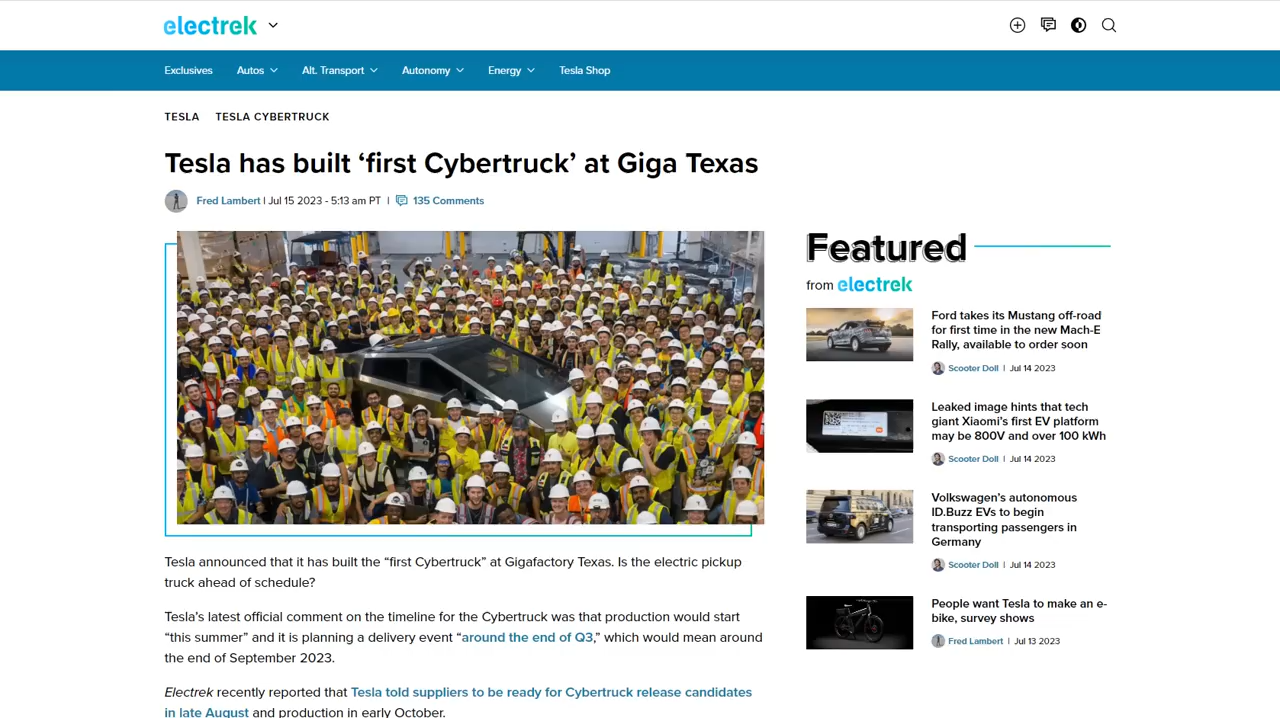 electrek
Exclusives Autos Alt. Transport Autonomy Energy Tesla Shop
TESLA TESLA CYBERTRUCK
Tesla has built ‘first Cybertruck’ at Giga Texas
Fred Lambert | Jul 15 2023 - 5:13 am PT | 135 Comments
Tesla announced that it has built the “first Cybertruck” at Gigafactory Texas. Is the electric pickup
truck ahead of schedule?
Tesla’s latest official comment on the timeline for the Cybertruck was that production would start
“this summer” and it is planning a delivery event “around the end of Q3,” which would mean around
the end of September 2023.
Electrek recently reported that Tesla told suppliers to be ready for Cybertruck release candidates
in late August and production in early October.
Featured
from electrek
Ford takes its Mustang off-road
for first time in the new Mach-E
Rally, available to order soon
Scooter Doll | Jul 14 2023
Leaked image hints that tech
giant Xiaomi’s first EV platform
may be 800V and over 100 kWh
Scooter Doll | Jul 14 2023
Volkswagen’s autonomous
ID.Buzz EVs to begin
transporting passengers in
Germany
Scooter Doll | Jul 14 2023
People want Tesla to make an e-
bike, survey shows
Fred Lambert | Jul 13 2023